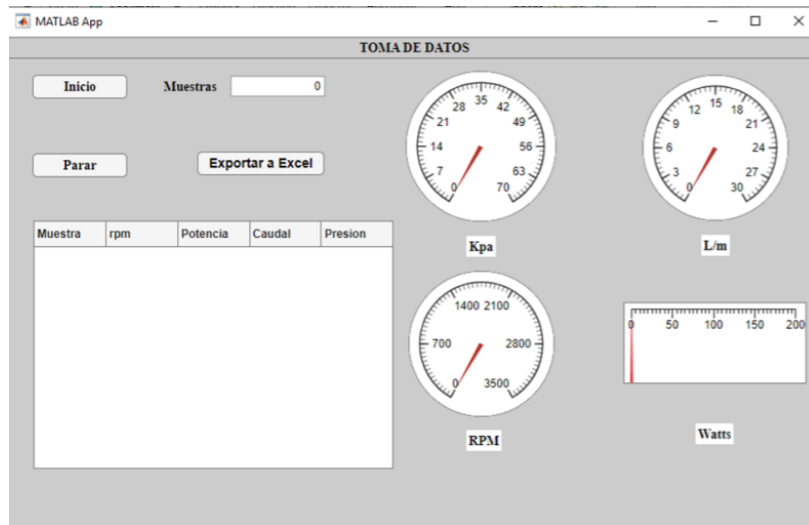 MATLAB App
TOMA DE DATOS
Inicio
Muestras
0
Parar
Exportar a Excel
Muestra rpm Potencia Caudal Presion
0 7 14 21 28 35 42 49 56 63 70
Kpa
0 3 6 9 12 15 18 21 24 27 30
L/m
0 700 1400 2100 2800 3500
RPM
0 50 100 150 200
Watts